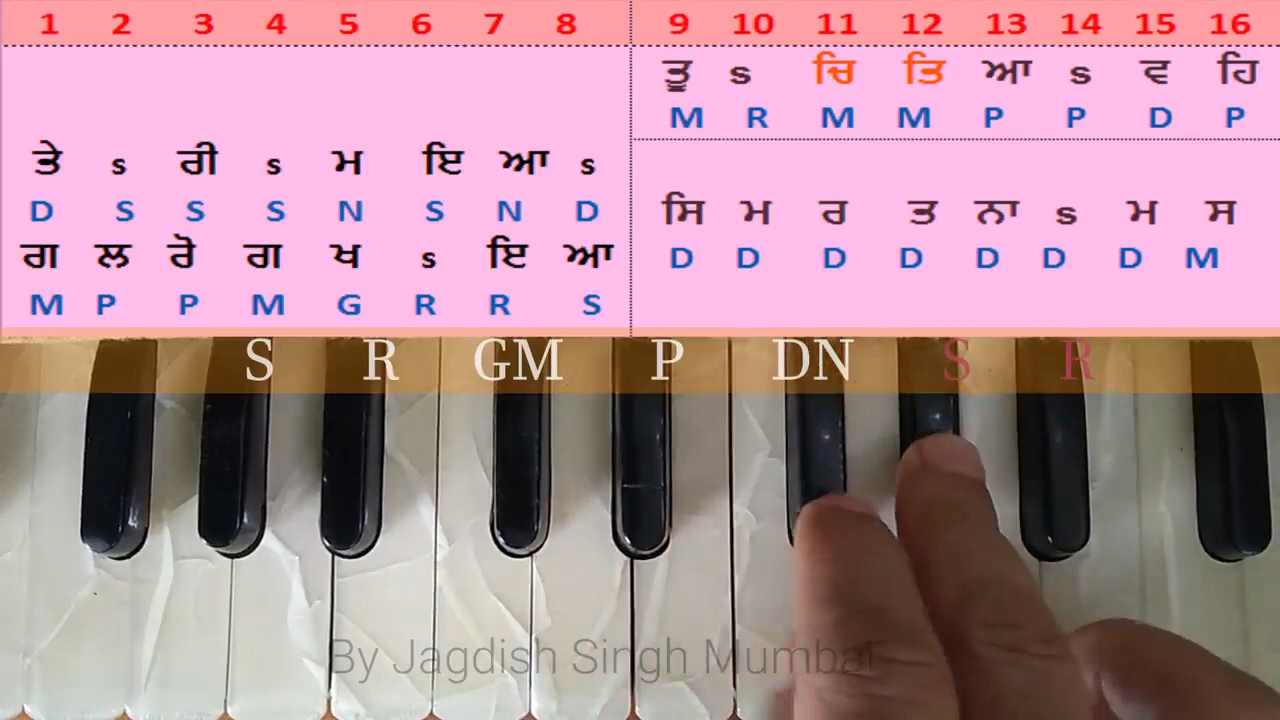 1 2 3 4 5 6 7 8 9 10 11 12 13 14 15 16
ਤੂ s ਚਿ ਤਿ ਆ s ਵ ਹਿ
M R M M P P D P
ਤੇ s ਰੀ s ਮ ਇ ਆ s
D S S S N S N D
ਗ ਲ ਰੋ ਗ ਖ s ਇ ਆ
M P P M G R R S
ਸਿ ਮ ਰ ਤ ਨਾ s ਮ ਸ
D D D D D D D M
S R GM P DN S R
By Jagdish Singh Mumbai